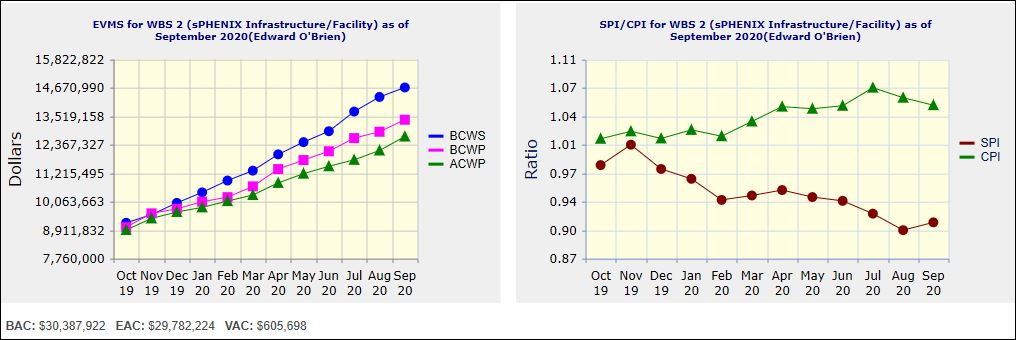 EVMS for WBS 2 (sPHENIX Infrastructure/Facility) as of
September 2020(Edward O'Brien)
15,822,822
14,670,990
13,519,158
12,367,327
11,215,495
10,063,663
8,911,832
7,760,000
Dollars
Oct Nov Dec Jan Feb Mar Apr May Jun Jul Aug Sep
19 19 19 20 20 20 20 20 20 20 20 20
BCWS
BCWP
ACWP
SPI/CPI for WBS 2 (sPHENIX Infrastructure/Facility) as of
September 2020(Edward O'Brien)
1.11
1.07
1.04
1.01
0.97
0.94
0.90
0.87
Ratio
Oct Nov Dec Jan Feb Mar Apr May Jun Jul Aug Sep
19 19 19 20 20 20 20 20 20 20 20 20
SPI
CPI
BAC: $30,387,922 EAC: $29,782,224 VAC: $605,698